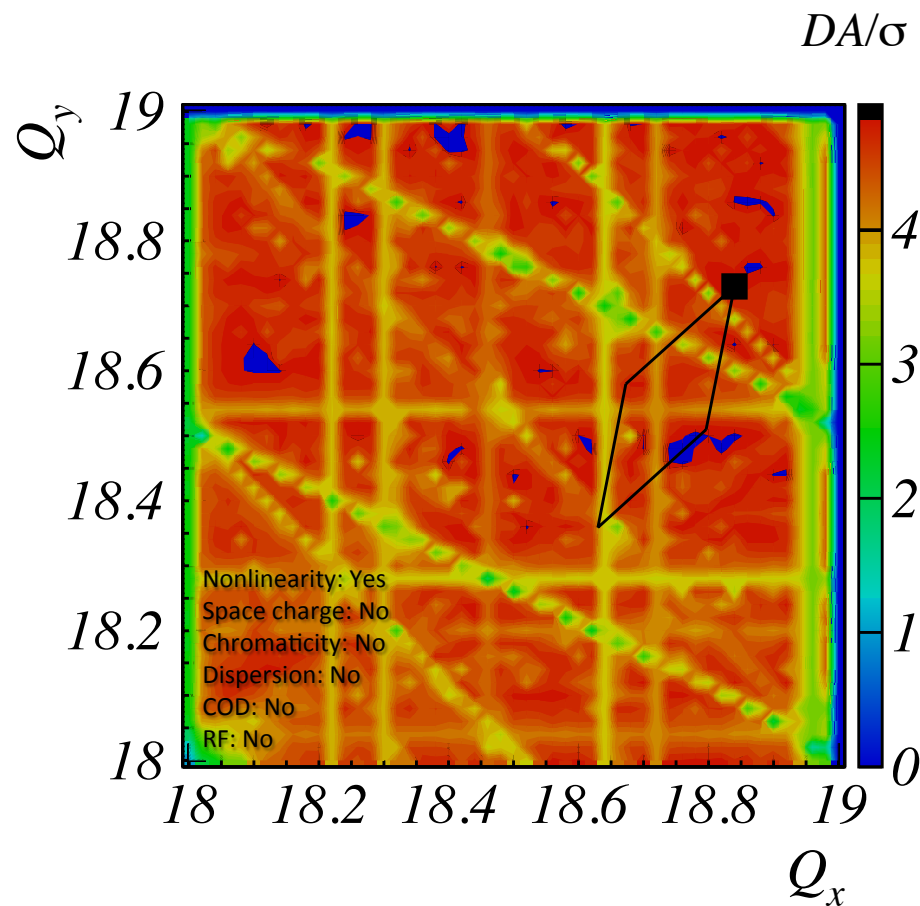 DA/σ
Q_y
19
18.8
18.6
18.4
18.2
18
Nonlinearity: Yes
Space charge: No
Chromaticity: No
Dispersion: No
COD: No
RF: No
4
3
2
1
0
18 18.2 18.4 18.6 18.8 19
Q_x